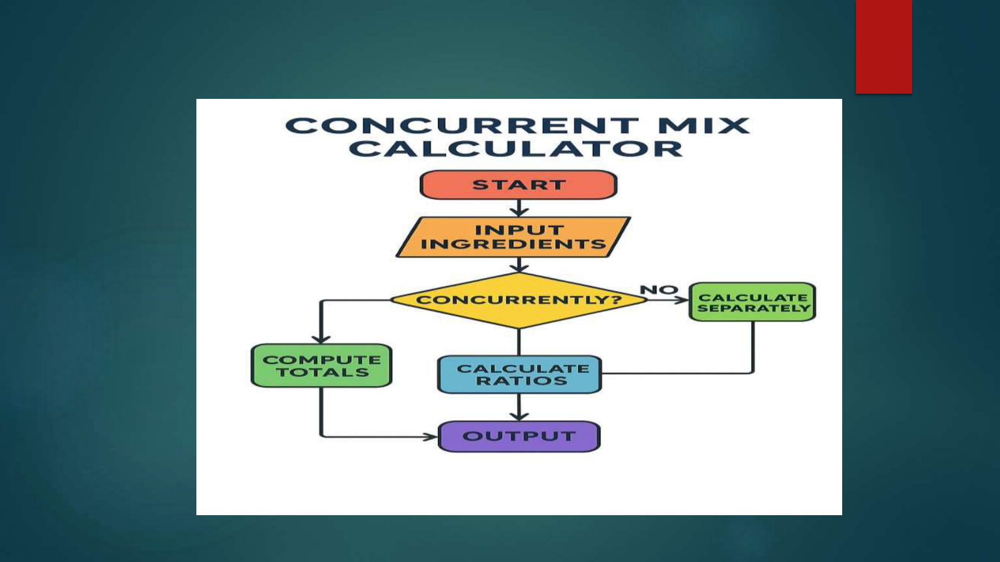 CONCURRENT MIX
CALCULATOR
START
INPUT
INGREDIENTS
CONCURRENTLY?
NO
CALCULATE
SEPARATELY
COMPUTE
TOTALS
CALCULATE
RATIOS
OUTPUT